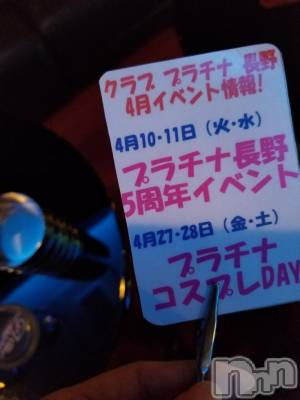 クラブ プラチナ 長野
4月イベント情報!
4月10・11日（火・水）
プラチナ長野
5周年イベント
4月27・28日（金・土）
プラチナ
コスプレDAY